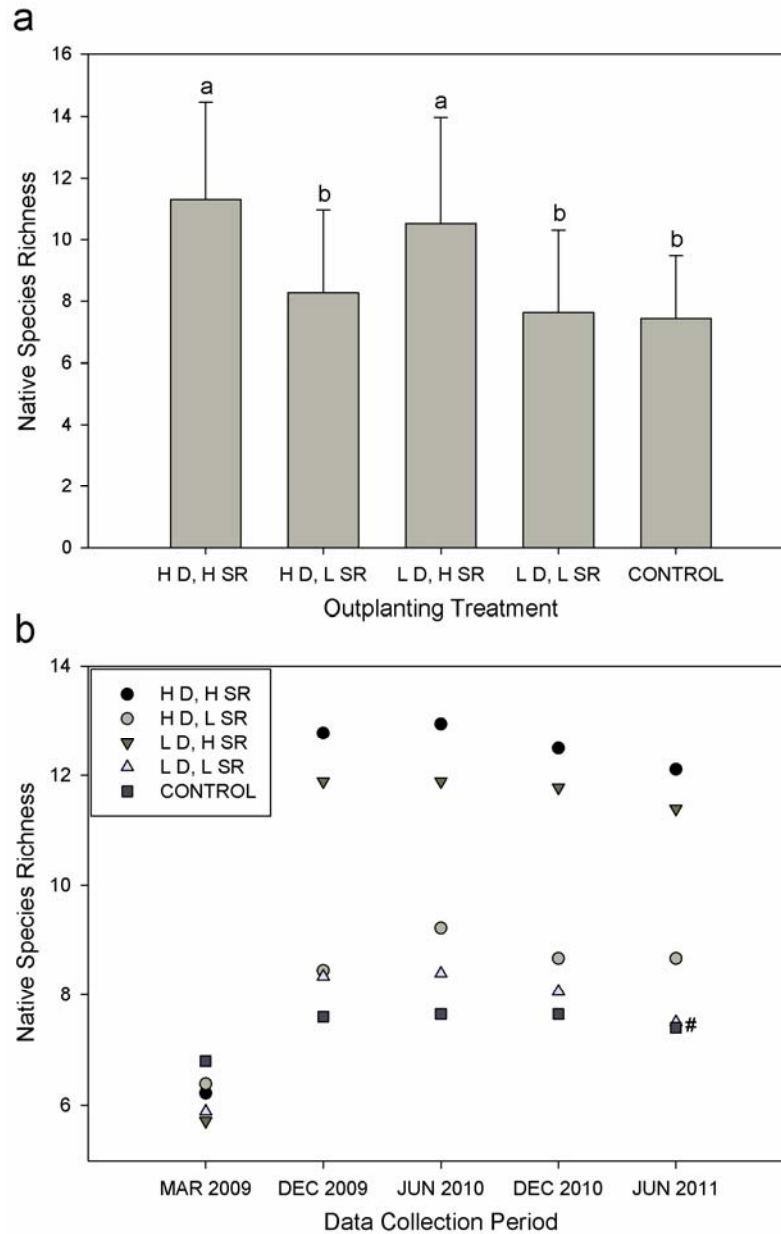 a
16
14
12
10
8
6
4
2
0
Native Species Richness
a
b
a
b
b
H D, H SR
H D, L SR
L D, H SR
L D, L SR
CONTROL
Outplanting Treatment
b
14
12
10
8
6
Native Species Richness
H D, H SR
H D, L SR
L D, H SR
L D, L SR
CONTROL
#
MAR 2009
DEC 2009
JUN 2010
DEC 2010
JUN 2011
Data Collection Period